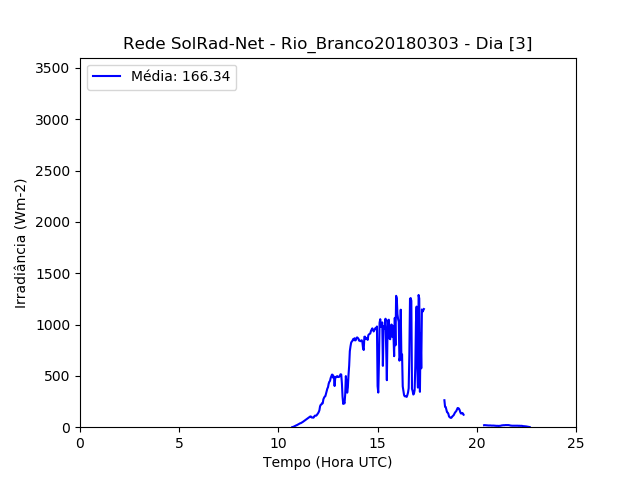 Rede SolRad-Net - Rio_Branco20180303 - Dia [3]
Média: 166.34
3500
3000
2500
2000
1500
1000
500
0
Irradiância (Wm-2)
0 5 10 15 20 25
Tempo (Hora UTC)